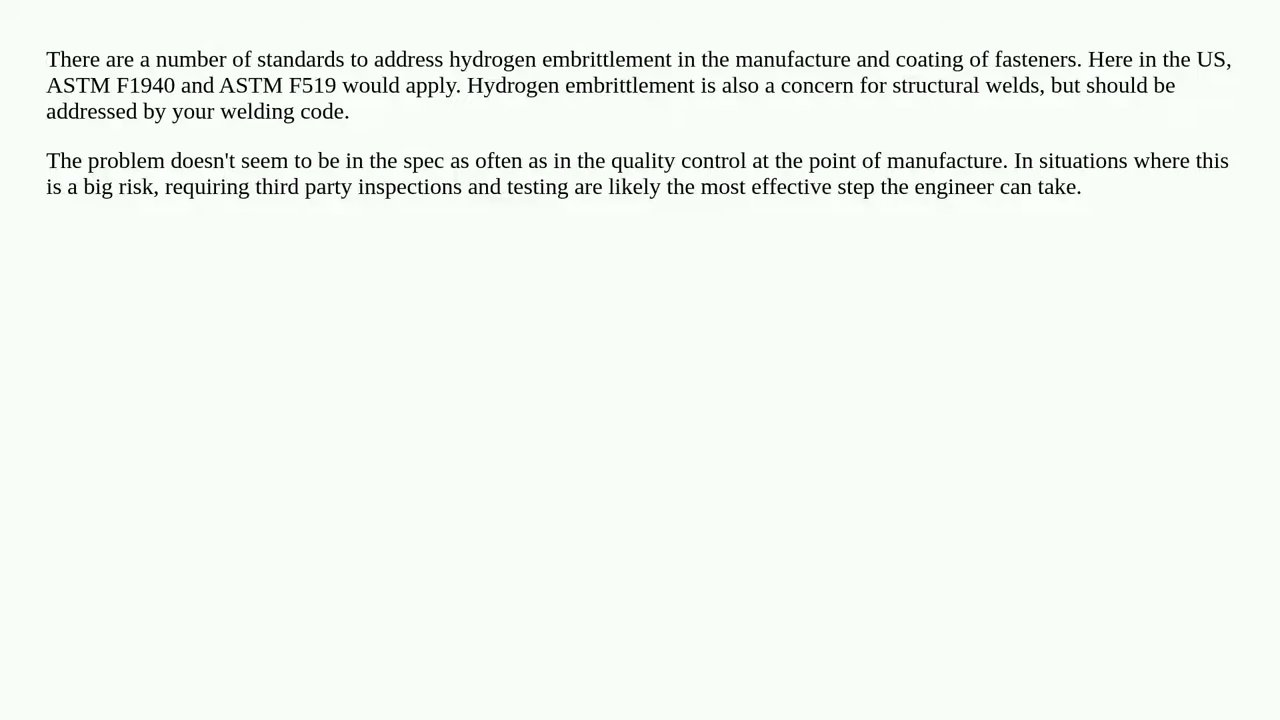 There are a number of standards to address hydrogen embrittlement in the manufacture and coating of fasteners. Here in the US,
ASTM F1940 and ASTM F519 would apply. Hydrogen embrittlement is also a concern for structural welds, but should be
addressed by your welding code.
The problem doesn't seem to be in the spec as often as in the quality control at the point of manufacture. In situations where this
is a big risk, requiring third party inspections and testing are likely the most effective step the engineer can take.